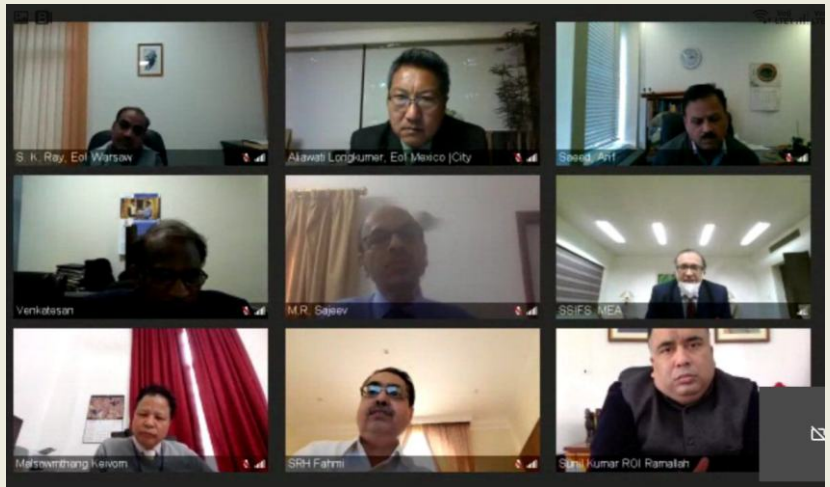 S. K. Ray, EoI Warsaw
Aliawati Longkumer, EoI Mexico |City
Saeed, Arif
Venkatesan
M.R. Sajeev
SSIFS, MEA
Malsawmthang Keivom
SRH Fahmi
Sunil Kumar ROI Ramallah